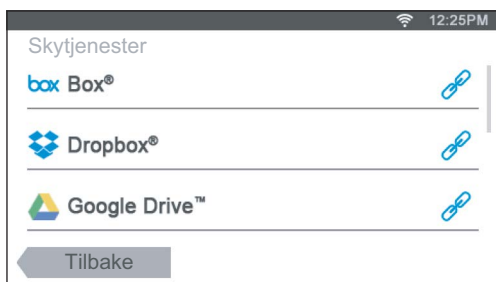 12:25PM
Skytjenester
box Box®
Dropbox®
Google Drive™
Tilbake